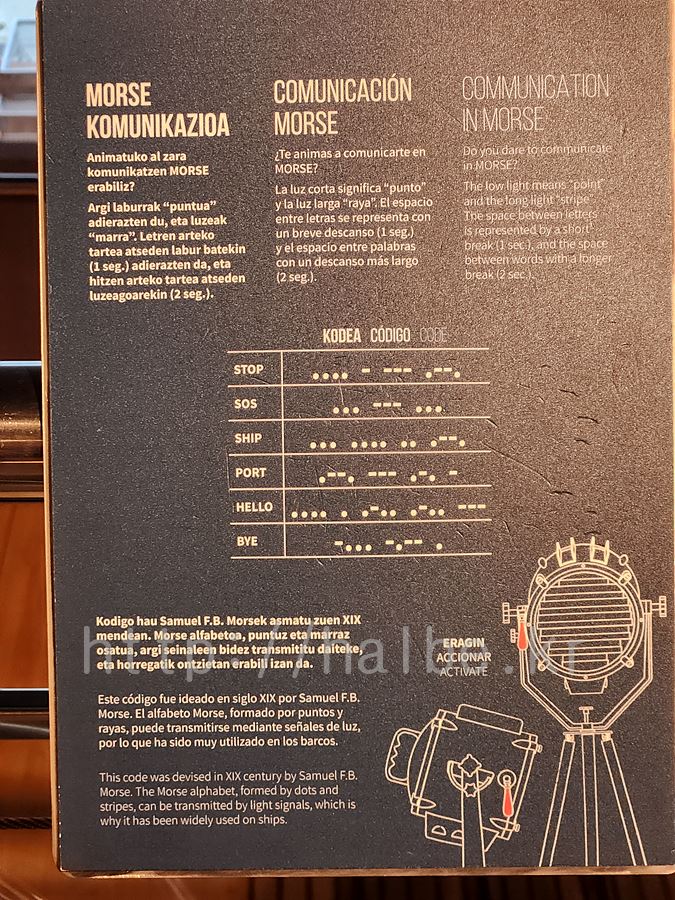 MORSE
KOMUNIKAZIOA
Animatuko al zara
komunikatzen MORSE
erabiliz?
Argi laburrak “puntua”
adierazten du, eta luzeak
“marra”. Letren arteko
tartea atseden labur batekin
(1 seg.) adierazten da, eta
hitzen arteko tartea atseden
luzeagoarekin (2 seg.).
COMUNICACIÓN
MORSE
¿Te animas a comunicarte en
MORSE?
La luz corta significa “punto”
y la luz larga “raya”. El espacio
entre letras se representa con
un breve descanso (1 seg.)
y el espacio entre palabras
con un descanso más largo
(2 seg.).
COMMUNICATION
IN MORSE
Do you dare to communicate
in MORSE?
The low light means “point”
and the long light “stripe”.
The space between letters
is represented by a short
break (1 sec.), and the space
between words with a longer
break (2 sec.).
KODEA CÓDIGO CODE
STOP .... - --- .--.
SOS ... --- ...
SHIP ... .... .. .--.
PORT .--. --- .-. -
HELLO .... . .-.. .-.. ---
BYE -... -.-- .
Kodigo hau Samuel F.B. Morsek asmatu zuen XIX
mendean. Morse alfabetoa, puntuz eta marraz
osatua, argi seinaleen bidez transmititu daiteke,
eta horregatik ontzietan erabili izan da.
Este código fue ideado en siglo XIX por Samuel F.B.
Morse. El alfabeto Morse, formado por puntos y
rayas, puede transmitirse mediante señales de luz,
por lo que ha sido muy utilizado en los barcos.
This code was devised in XIX century by Samuel F.B.
Morse. The Morse alphabet, formed by dots and
stripes, can be transmitted by light signals, which is
why it has been widely used on ships.
ERAGIN
ACCIONAR
ACTIVATE
http://halbo.kr